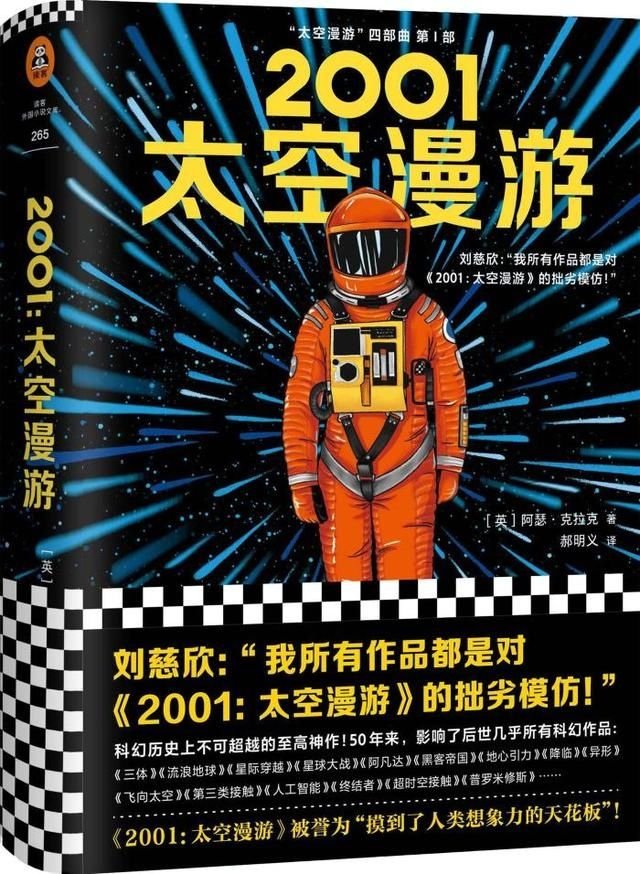 读客
读客
外国小说文库
265
2001:太空漫游
[英]
“太空漫游”四部曲 第1部
2001
太空漫游
刘慈欣:“我所有作品都是对
《2001:太空漫游》的拙劣模仿!”
[英]阿瑟·克拉克 著
郝明义 译
刘慈欣:“我所有作品都是对
《2001:太空漫游》的拙劣模仿!”
科幻历史上不可超越的至高神作!50年来,影响了后世几乎所有科幻作品:
《三体》《流浪地球》《星际穿越》《星球大战》《阿凡达》《黑客帝国》《地心引力》《降临》《异形》
《飞向太空》《第三类接触》《人工智能》《终结者》《超时空接触》《普罗米修斯》……
《2001:太空漫游》被誉为“摸到了人类想象力的天花板”!